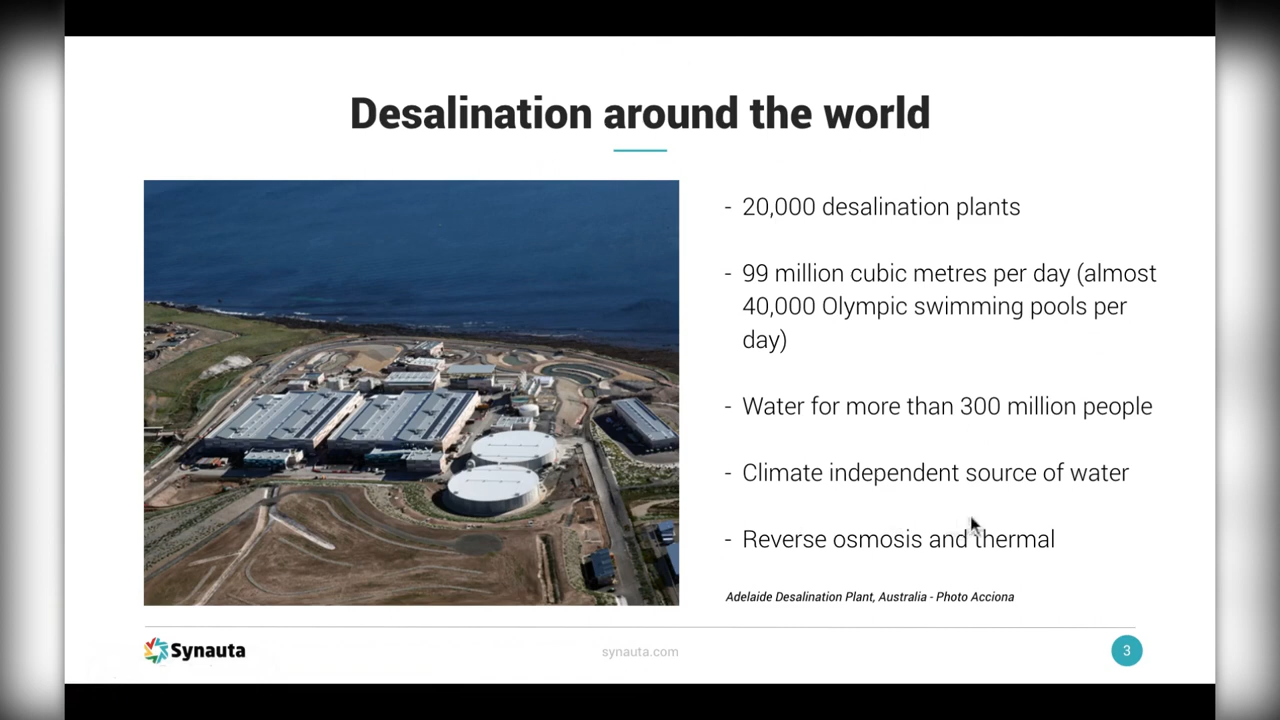 Desalination around the world
- 20,000 desalination plants
- 99 million cubic metres per day (almost
40,000 Olympic swimming pools per
day)
- Water for more than 300 million people
- Climate independent source of water
- Reverse osmosis and thermal
Adelaide Desalination Plant, Australia - Photo Acciona
Synauta
synauta.com
3